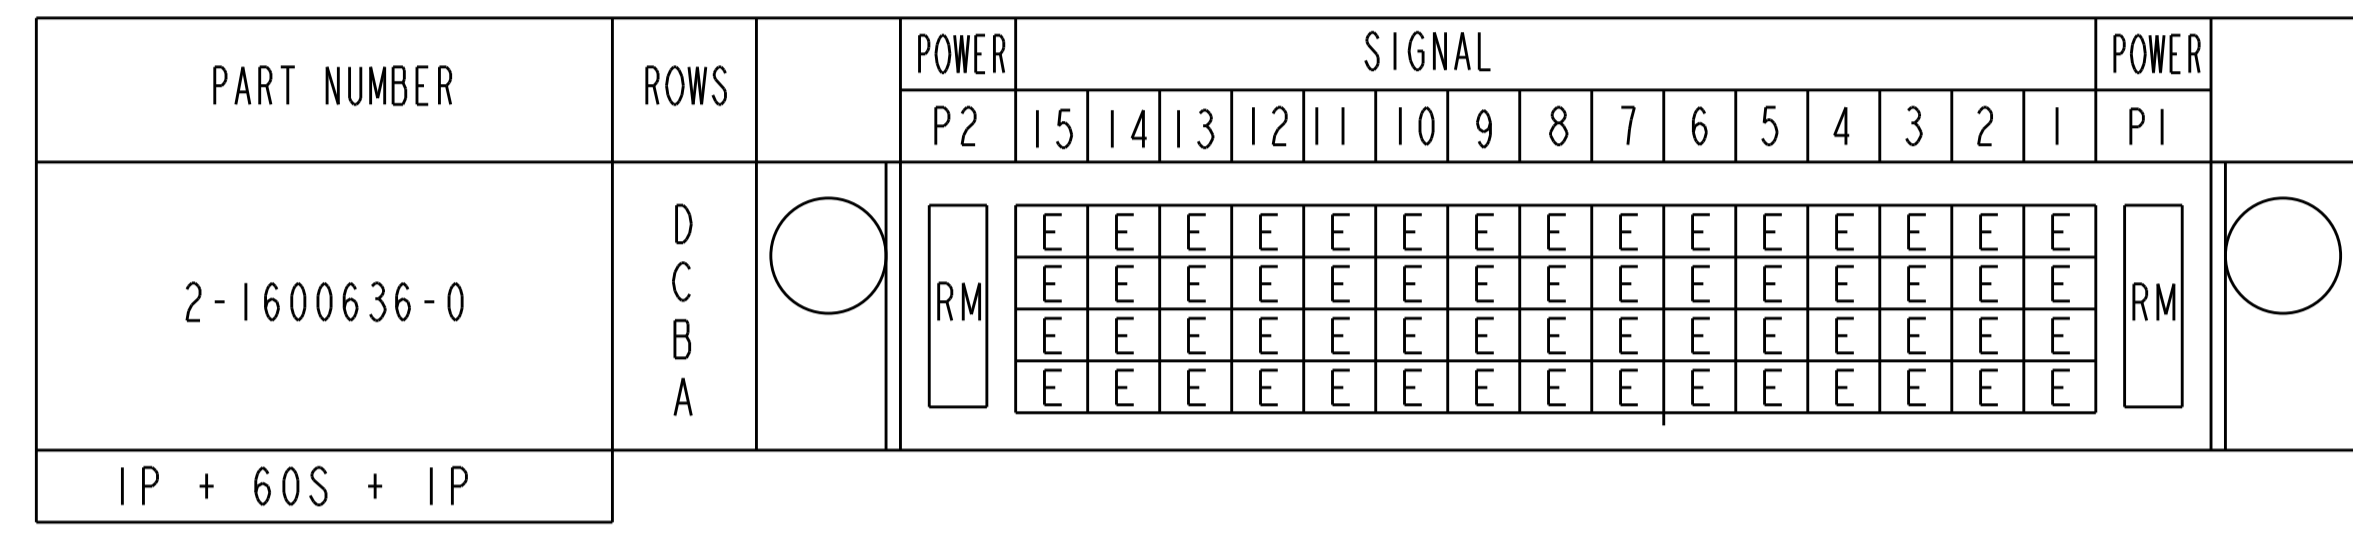 PART NUMBER ROWS POWER SIGNAL POWER
P2 15 14 13 12 11 10 9 8 7 6 5 4 3 2 1 P1
D E E E E E E E E E E E E E E E
C E E E E E E E E E E E E E E E
2-1600636-0 RM RM
B E E E E E E E E E E E E E E E
A E E E E E E E E E E E E E E E
1P + 60S + 1P